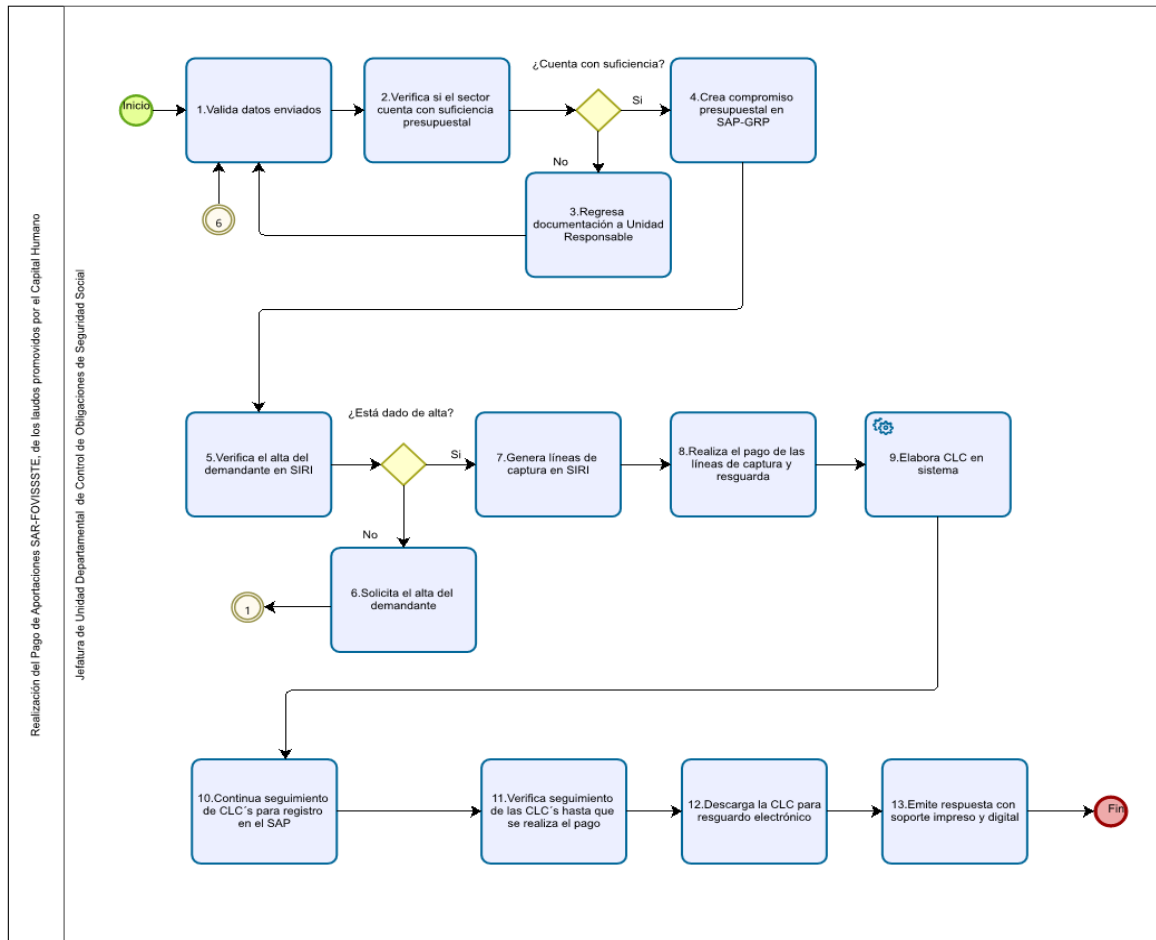 Realización del Pago de Aportaciones SAR-FOVISSSTE, de los laudos promovidos por el Capital Humano
Jefatura de Unidad Departamental de Control de Obligaciones de Seguridad Social
Inicio
1.Valida datos enviados
2.Verifica si el sector
cuenta con suficiencia
presupuestal
¿Cuenta con suficiencia?
Si
No
4.Crea compromiso
presupuestal en
SAP-GRP
3.Regresa
documentación a Unidad
Responsable
6
5.Verifica el alta del
demandante en SIRI
¿Está dado de alta?
Si
No
7.Genera líneas de
captura en SIRI
8.Realiza el pago de las
líneas de captura y
resguarda
9.Elabora CLC en
sistema
6.Solicita el alta del
demandante
1
10.Continua seguimiento
de CLC´s para registro
en el SAP
11.Verifica seguimiento
de las CLC´s hasta que
se realiza el pago
12.Descarga la CLC para
resguardo electrónico
13.Emite respuesta con
soporte impreso y digital
Fin